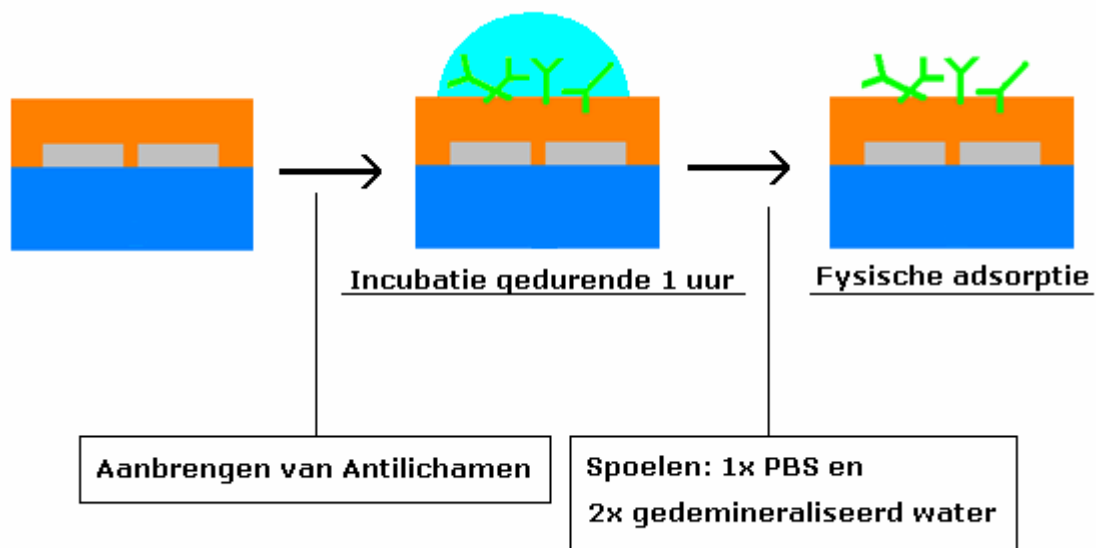 Incubatie gedurende 1 uur
Fysische adsorptie
Aanbrengen van Antilichamen
Spoelen: 1x PBS en
2x gedemineraliseerd water